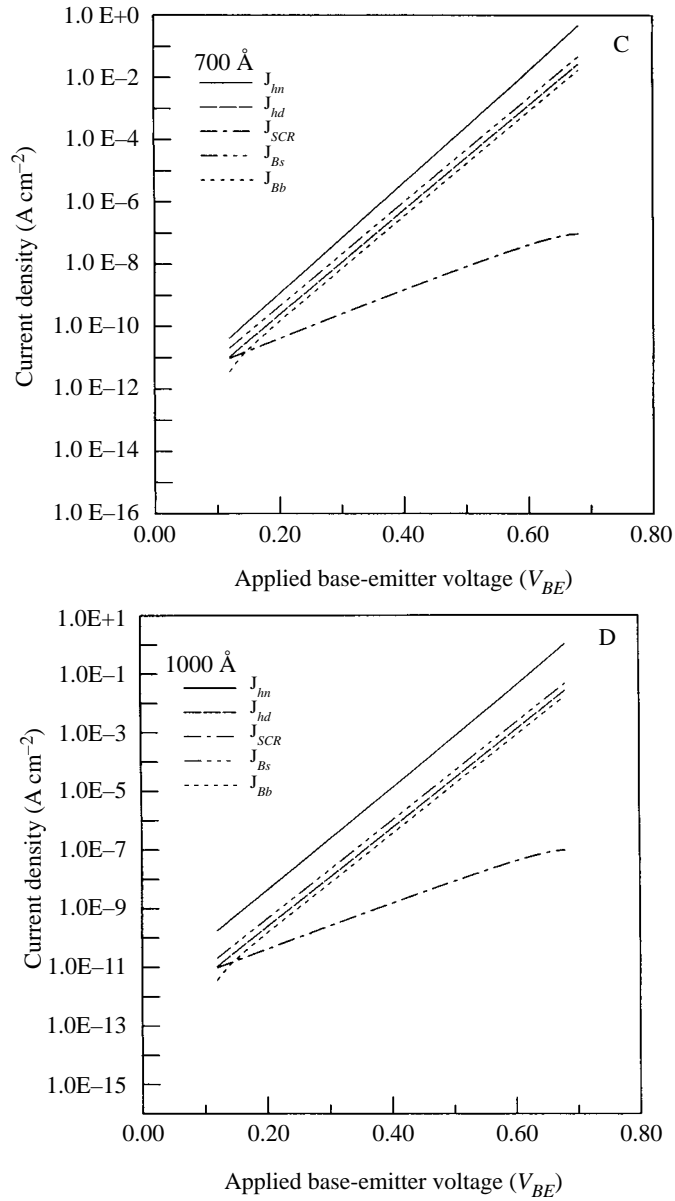 1.0 E+0
C
700 Å
J_hn
1.0 E–2
J_hd
J_SCR
1.0 E–4
J_Bs
J_Bb
1.0 E–6
1.0 E–8
1.0 E–10
1.0 E–12
1.0 E–14
1.0 E–16
Current density (A cm⁻²)
0.00 0.20 0.40 0.60 0.80
Applied base-emitter voltage (V_BE)
1.0E+1
D
1000 Å
J_hn
1.0E–1
J_hd
J_SCR
1.0E–3
J_Bs
J_Bb
1.0E–5
1.0E–7
1.0E–9
1.0E–11
1.0E–13
1.0E–15
Current density (A cm⁻²)
0.00 0.20 0.40 0.60 0.80
Applied base-emitter voltage (V_BE)